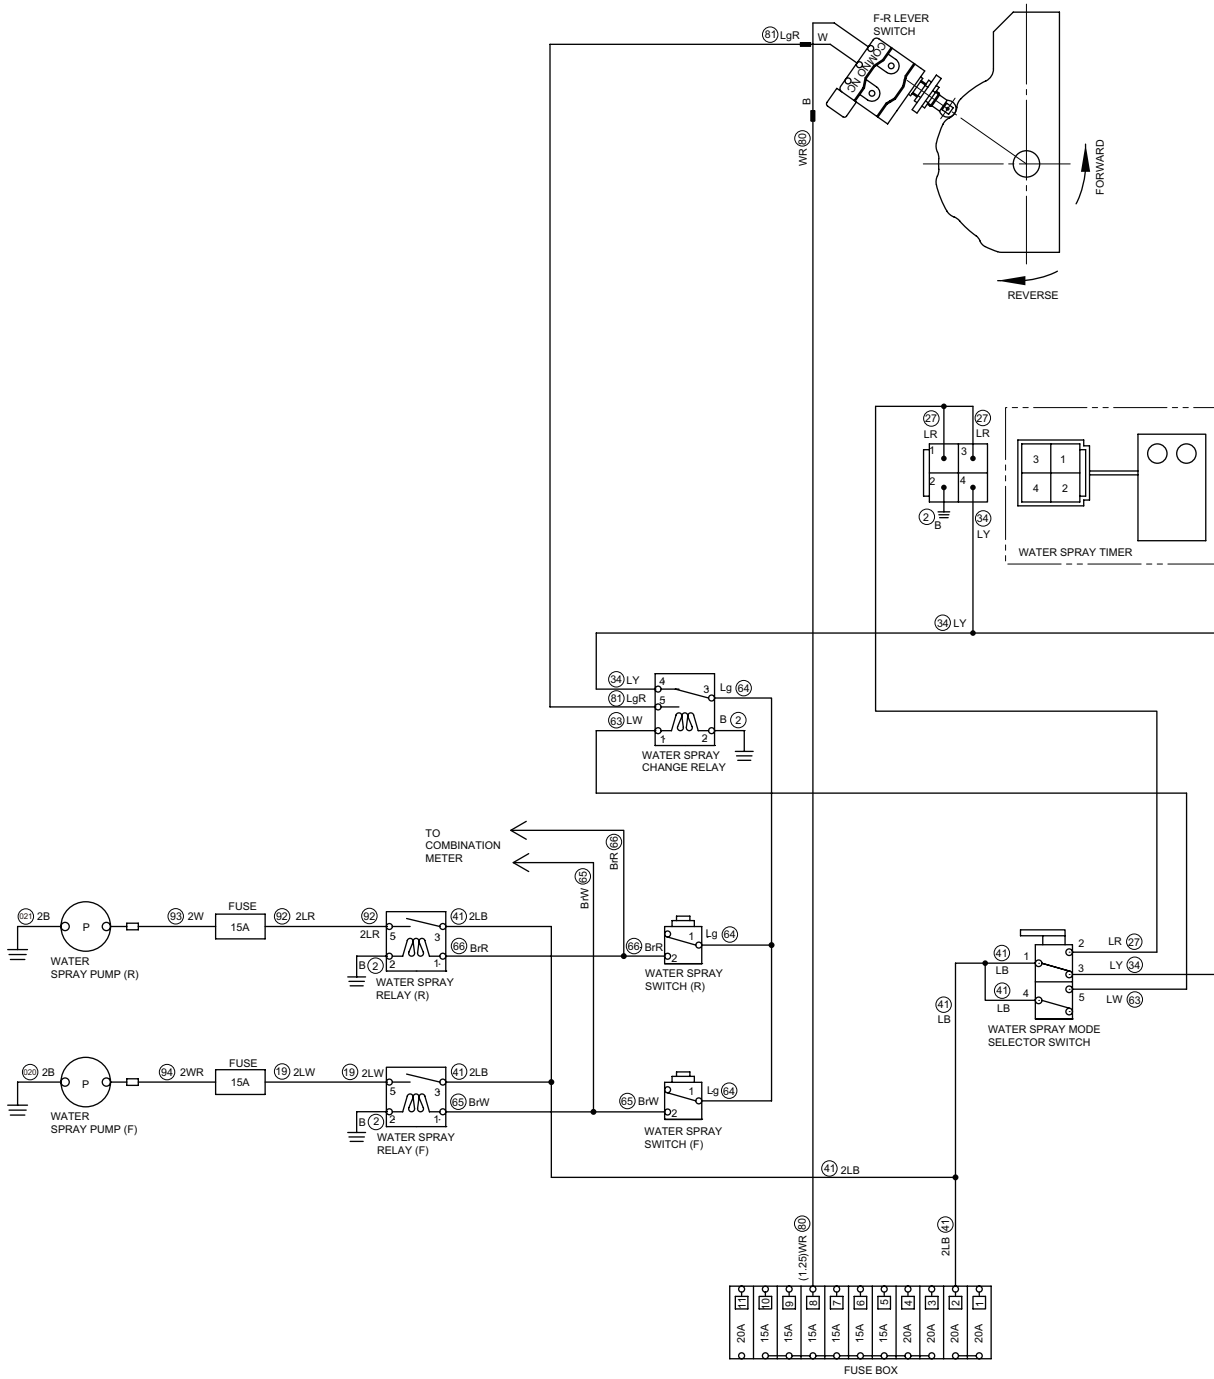 F-R LEVER
SWITCH
81 LgR
W
COM NO NC
B
WR 80
FORWARD
REVERSE
27
LR
27
LR
1
3
2
4
2
B
34
LY
3
1
4
2
WATER SPRAY TIMER
34 LY
34 LY
4
3
Lg 64
81 LgR
5
63 LW
1
2
B 2
WATER SPRAY
CHANGE RELAY
TO
COMBINATION
METER
BrR 66
BrW 65
021 2B
P
93 2W
FUSE
15A
92 2LR
92
2LR
5
3
41 2LB
66 BrR
B 2
2
1
WATER
SPRAY PUMP (R)
WATER SPRAY
RELAY (R)
66 BrR
1
2
Lg 64
WATER SPRAY
SWITCH (R)
41
LB
1
2
LR 27
3
LY 34
41
LB
4
5
LW 63
WATER SPRAY MODE
SELECTOR SWITCH
41
LB
020 2B
P
94 2WR
FUSE
15A
19 2LW
19 2LW
5
3
41 2LB
65 BrW
B 2
2
1
WATER
SPRAY PUMP (F)
WATER SPRAY
RELAY (F)
65 BrW
1
2
Lg 64
WATER SPRAY
SWITCH (F)
41 2LB
(1.25)WR 80
2LB 41
11 10 9 8 7 6 5 4 3 2 1
20A 15A 15A 15A 15A 15A 15A 20A 20A 20A 20A
FUSE BOX